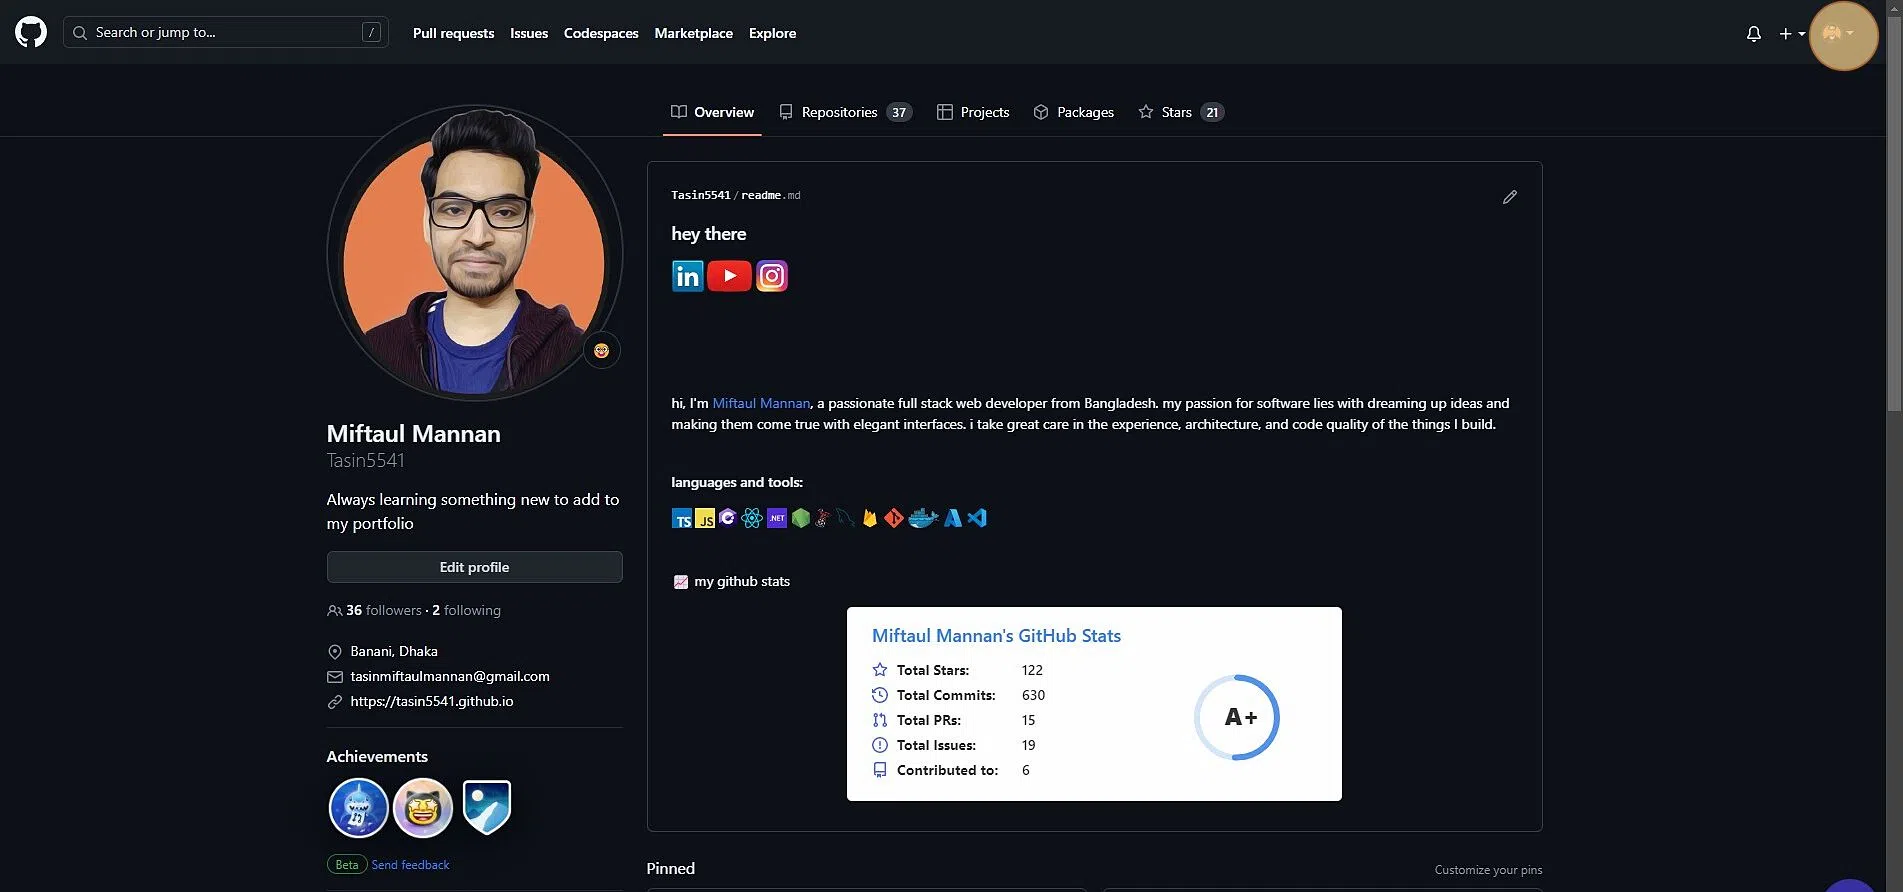 Search or jump to...
/
Pull requests
Issues
Codespaces
Marketplace
Explore
Overview
Repositories 37
Projects
Packages
Stars 21
Miftaul Mannan
Tasin5541
Always learning something new to add to
my portfolio
Edit profile
36 followers · 2 following
Banani, Dhaka
tasinmiftaulmannan@gmail.com
https://tasin5541.github.io
Achievements
Beta Send feedback
Tasin5541/readme.md
hey there
in
hi, I'm Miftaul Mannan, a passionate full stack web developer from Bangladesh. my passion for software lies with dreaming up ideas and
making them come true with elegant interfaces. i take great care in the experience, architecture, and code quality of the things I build.
languages and tools:
TS JS C .NET
my github stats
Miftaul Mannan's GitHub Stats
Total Stars: 122
Total Commits: 630
Total PRs: 15
Total Issues: 19
Contributed to: 6
A+
Pinned
Customize your pins